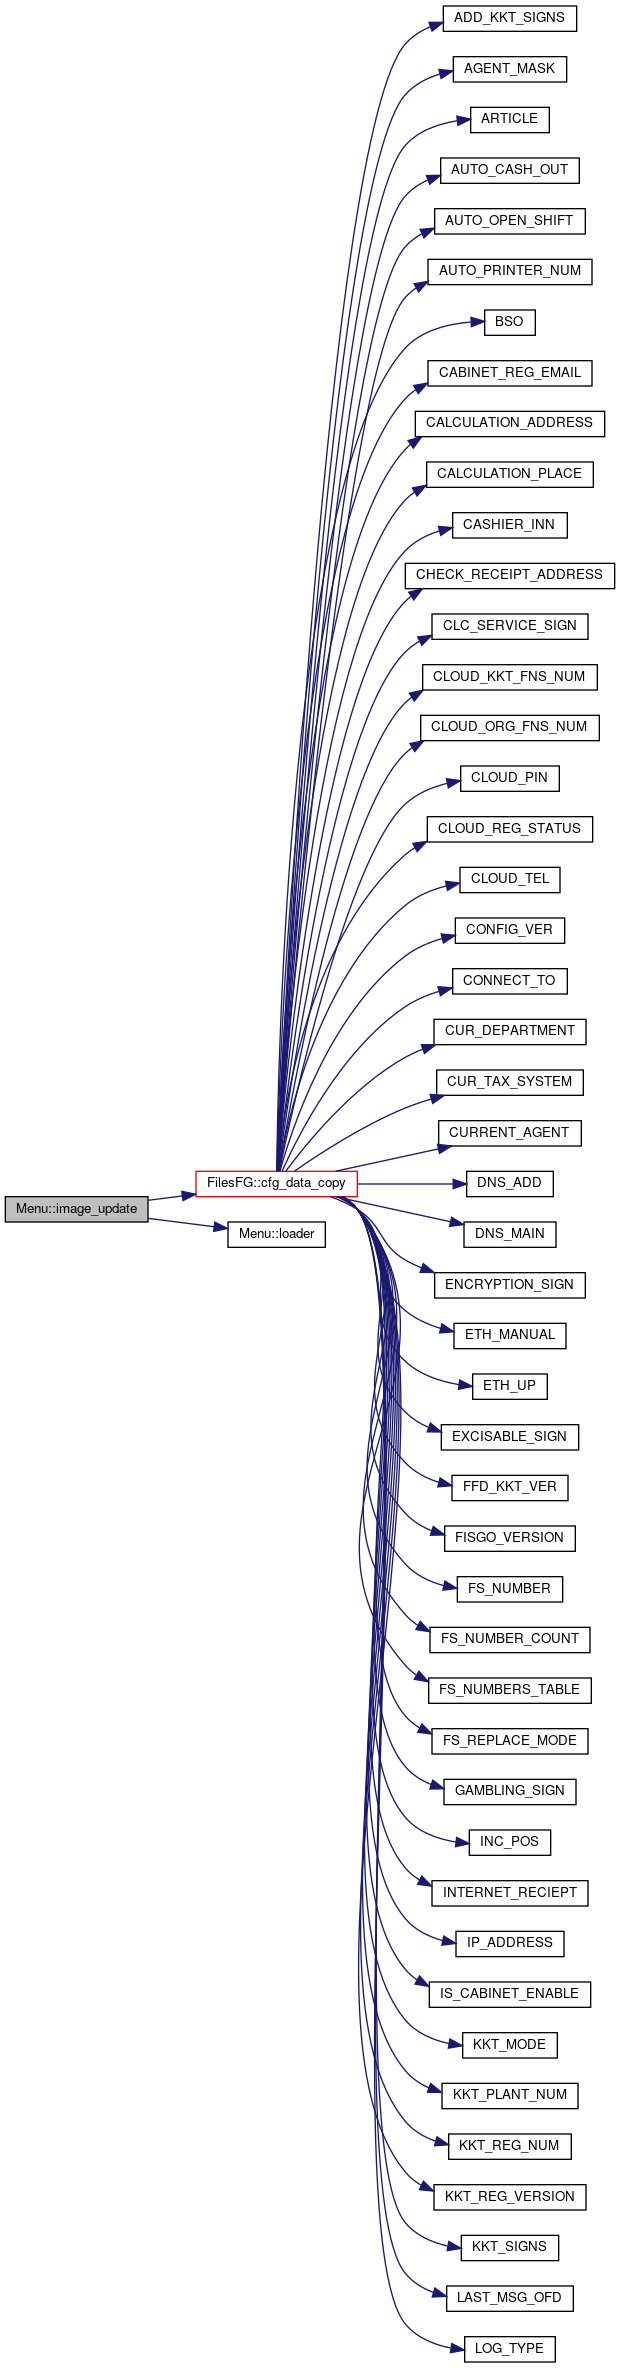 ADD_KKT_SIGNS
AGENT_MASK
ARTICLE
AUTO_CASH_OUT
AUTO_OPEN_SHIFT
AUTO_PRINTER_NUM
BSO
CABINET_REG_EMAIL
CALCULATION_ADDRESS
CALCULATION_PLACE
CASHIER_INN
CHECK_RECEIPT_ADDRESS
CLC_SERVICE_SIGN
CLOUD_KKT_FNS_NUM
CLOUD_ORG_FNS_NUM
CLOUD_PIN
CLOUD_REG_STATUS
CLOUD_TEL
CONFIG_VER
CONNECT_TO
CUR_DEPARTMENT
CUR_TAX_SYSTEM
CURRENT_AGENT
FilesFG::cfg_data_copy
DNS_ADD
Menu::image_update
Menu::loader
DNS_MAIN
ENCRYPTION_SIGN
ETH_MANUAL
ETH_UP
EXCISABLE_SIGN
FFD_KKT_VER
FISGO_VERSION
FS_NUMBER
FS_NUMBER_COUNT
FS_NUMBERS_TABLE
FS_REPLACE_MODE
GAMBLING_SIGN
INC_POS
INTERNET_RECIEPT
IP_ADDRESS
IS_CABINET_ENABLE
KKT_MODE
KKT_PLANT_NUM
KKT_REG_NUM
KKT_REG_VERSION
KKT_SIGNS
LAST_MSG_OFD
LOG_TYPE